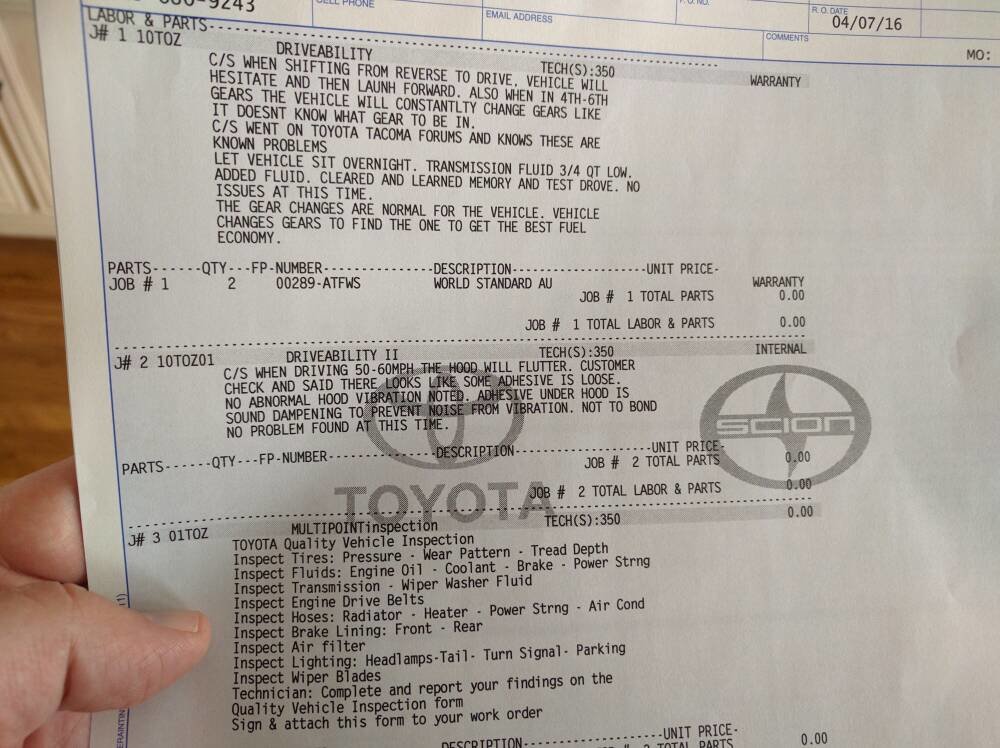 680-9243
CELL PHONE
EMAIL ADDRESS
P.O. NO.
R.O. DATE
04/07/16
COMMENTS
MO:
LABOR & PARTS--------------------------------
J# 1 10TOZ DRIVEABILITY TECH(S):350 WARRANTY
C/S WHEN SHIFTING FROM REVERSE TO DRIVE, VEHICLE WILL
HESITATE AND THEN LAUNH FORWARD. ALSO WHEN IN 4TH-6TH
GEARS THE VEHICLE WILL CONSTANTLTY CHANGE GEARS LIKE
IT DOESNT KNOW WHAT GEAR TO BE IN.
C/S WENT ON TOYOTA TACOMA FORUMS AND KNOWS THESE ARE
KNOWN PROBLEMS
LET VEHICLE SIT OVERNIGHT. TRANSMISSION FLUID 3/4 QT LOW.
ADDED FLUID. CLEARED AND LEARNED MEMORY AND TEST DROVE. NO
ISSUES AT THIS TIME.
THE GEAR CHANGES ARE NORMAL FOR THE VEHICLE. VEHICLE
CHANGES GEARS TO FIND THE ONE TO GET THE BEST FUEL
ECONOMY.
PARTS------QTY---FP-NUMBER---------------DESCRIPTION--------------------UNIT PRICE-
JOB # 1 2 00289-ATFWS WORLD STANDARD AU WARRANTY
JOB # 1 TOTAL PARTS 0.00
JOB # 1 TOTAL LABOR & PARTS 0.00
J# 2 10TOZ01 DRIVEABILITY II TECH(S):350 INTERNAL
C/S WHEN DRIVING 50-60MPH THE HOOD WILL FLUTTER. CUSTOMER
CHECK AND SAID THERE LOOKS LIKE SOME ADHESIVE IS LOOSE.
NO ABNORMAL HOOD VIBRATION NOTED. ADHESIVE UNDER HOOD IS
SOUND DAMPENING TO PREVENT NOISE FROM VIBRATION. NOT TO BOND
NO PROBLEM FOUND AT THIS TIME.
SCION
PARTS------QTY---FP-NUMBER---------------DESCRIPTION--------------------UNIT PRICE-
JOB # 2 TOTAL PARTS 0.00
JOB # 2 TOTAL LABOR & PARTS 0.00
TOYOTA
J# 3 01TOZ MULTIPOINTinspection TECH(S):350 0.00
TOYOTA Quality Vehicle Inspection
Inspect Tires: Pressure - Wear Pattern - Tread Depth
Inspect Fluids: Engine Oil - Coolant - Brake - Power Strng
Inspect Transmission - Wiper Washer Fluid
Inspect Engine Drive Belts
Inspect Hoses: Radiator - Heater - Power Strng - Air Cond
Inspect Brake Lining: Front - Rear
Inspect Air filter
Inspect Lighting: Headlamps-Tail- Turn Signal- Parking
Inspect Wiper Blades
Technician: Complete and report your findings on the
Quality Vehicle Inspection form
Sign & attach this form to your work order
DESCRIPTION--------------------UNIT PRICE-
TOTAL PARTS 0.00